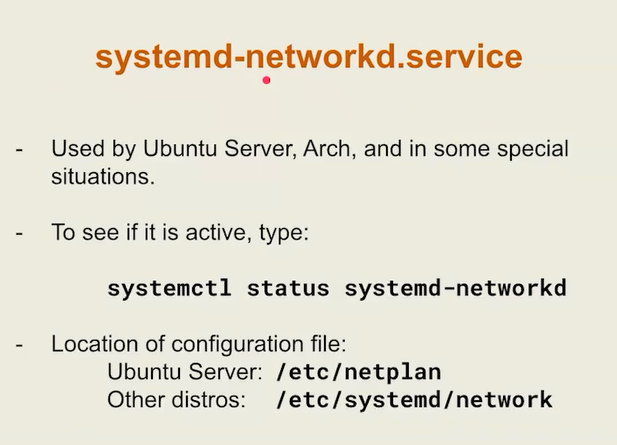 systemd-networkd.service
- Used by Ubuntu Server, Arch, and in some special
situations.
- To see if it is active, type:
systemctl status systemd-networkd
- Location of configuration file:
Ubuntu Server: /etc/netplan
Other distros: /etc/systemd/network